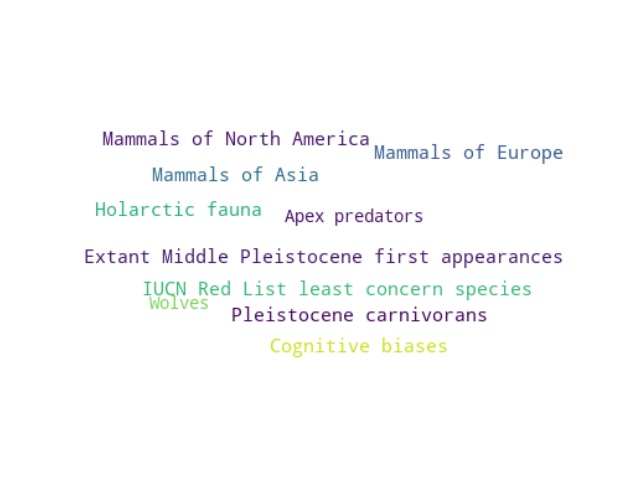 Mammals of North America
Mammals of Europe
Mammals of Asia
Holarctic fauna
Apex predators
Extant Middle Pleistocene first appearances
IUCN Red List least concern species
Wolves
Pleistocene carnivorans
Cognitive biases